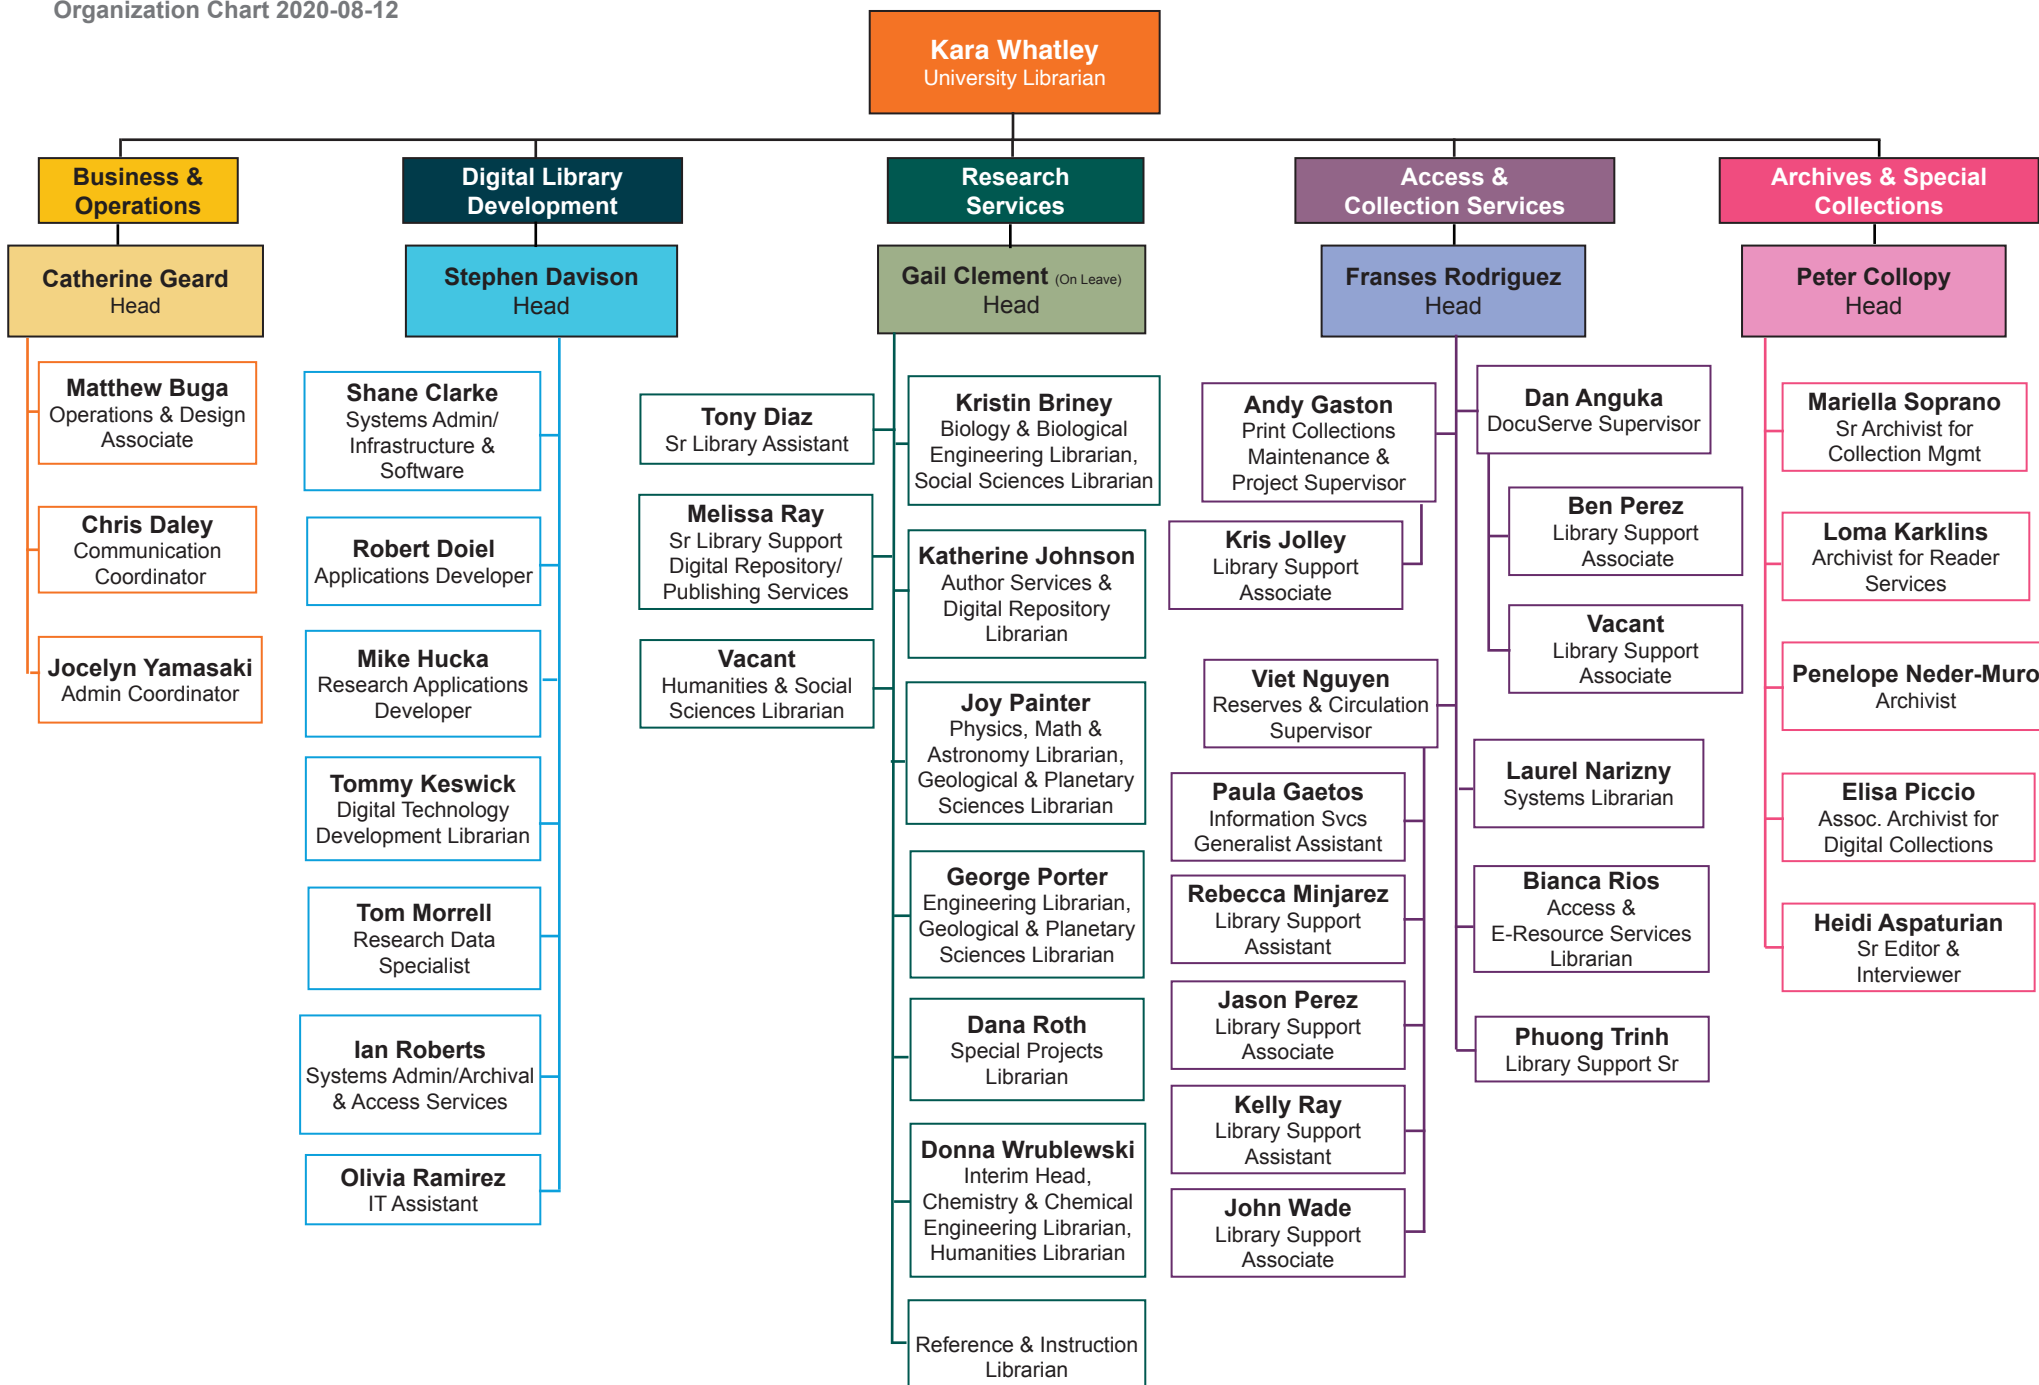 Organization Chart 2020-08-12
Kara Whatley
University Librarian
Business &
Operations
Catherine Geard
Head
Matthew Buga
Operations & Design
Associate
Chris Daley
Communication
Coordinator
Jocelyn Yamasaki
Admin Coordinator
Digital Library
Development
Stephen Davison
Head
Shane Clarke
Systems Admin/
Infrastructure &
Software
Robert Doiel
Applications Developer
Mike Hucka
Research Applications
Developer
Tommy Keswick
Digital Technology
Development Librarian
Tom Morrell
Research Data
Specialist
Ian Roberts
Systems Admin/Archival
& Access Services
Olivia Ramirez
IT Assistant
Research
Services
Gail Clement (On Leave)
Head
Tony Diaz
Sr Library Assistant
Melissa Ray
Sr Library Support
Digital Repository/
Publishing Services
Vacant
Humanities & Social
Sciences Librarian
Kristin Briney
Biology & Biological
Engineering Librarian,
Social Sciences Librarian
Katherine Johnson
Author Services &
Digital Repository
Librarian
Joy Painter
Physics, Math &
Astronomy Librarian,
Geological & Planetary
Sciences Librarian
George Porter
Engineering Librarian,
Geological & Planetary
Sciences Librarian
Dana Roth
Special Projects
Librarian
Donna Wrublewski
Interim Head,
Chemistry & Chemical
Engineering Librarian,
Humanities Librarian
Reference & Instruction
Librarian
Access &
Collection Services
Franses Rodriguez
Head
Andy Gaston
Print Collections
Maintenance &
Project Supervisor
Kris Jolley
Library Support
Associate
Viet Nguyen
Reserves & Circulation
Supervisor
Paula Gaetos
Information Svcs
Generalist Assistant
Rebecca Minjarez
Library Support
Assistant
Jason Perez
Library Support
Associate
Kelly Ray
Library Support
Assistant
John Wade
Library Support
Associate
Dan Anguka
DocuServe Supervisor
Ben Perez
Library Support
Associate
Vacant
Library Support
Associate
Laurel Narizny
Systems Librarian
Bianca Rios
Access &
E-Resource Services
Librarian
Phuong Trinh
Library Support Sr
Archives & Special
Collections
Peter Collopy
Head
Mariella Soprano
Sr Archivist for
Collection Mgmt
Loma Karklins
Archivist for Reader
Services
Penelope Neder-Muro
Archivist
Elisa Piccio
Assoc. Archivist for
Digital Collections
Heidi Aspaturian
Sr Editor &
Interviewer